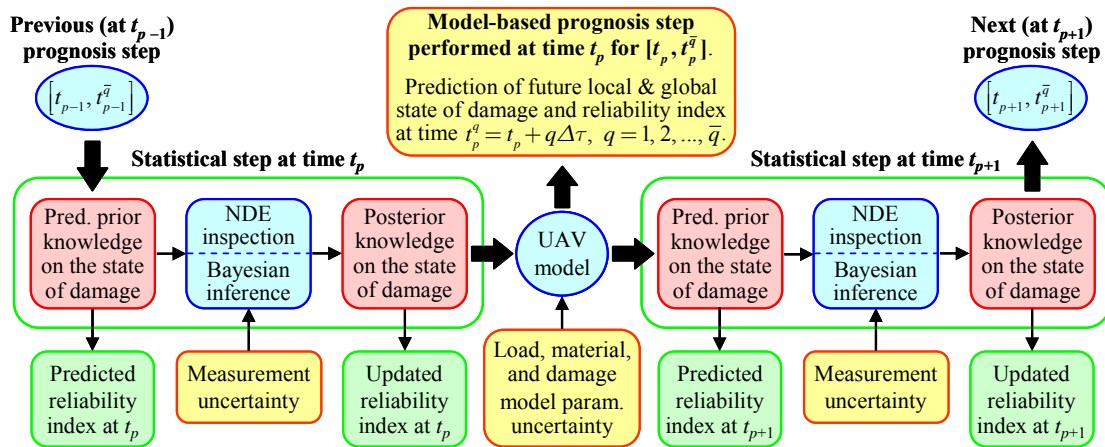 Previous (at t_{p-1})
prognosis step
[t_{p-1}, t_{p-1}^{q̄}]
Model-based prognosis step
performed at time t_p for [t_p, t_p^{q̄}].
Prediction of future local & global
state of damage and reliability index
at time t_p^q = t_p + qΔτ, q = 1, 2, ..., q̄.
Next (at t_{p+1})
prognosis step
[t_{p+1}, t_{p+1}^{q̄}]
Statistical step at time t_p
Pred. prior
knowledge
on the state
of damage
NDE
inspection
Bayesian
inference
Posterior
knowledge
on the state
of damage
UAV
model
Statistical step at time t_{p+1}
Pred. prior
knowledge
on the state
of damage
NDE
inspection
Bayesian
inference
Posterior
knowledge
on the state
of damage
Predicted
reliability
index at t_p
Measurement
uncertainty
Updated
reliability
index at t_p
Load, material,
and damage
model param.
uncertainty
Predicted
reliability
index at t_{p+1}
Measurement
uncertainty
Updated
reliability
index at t_{p+1}